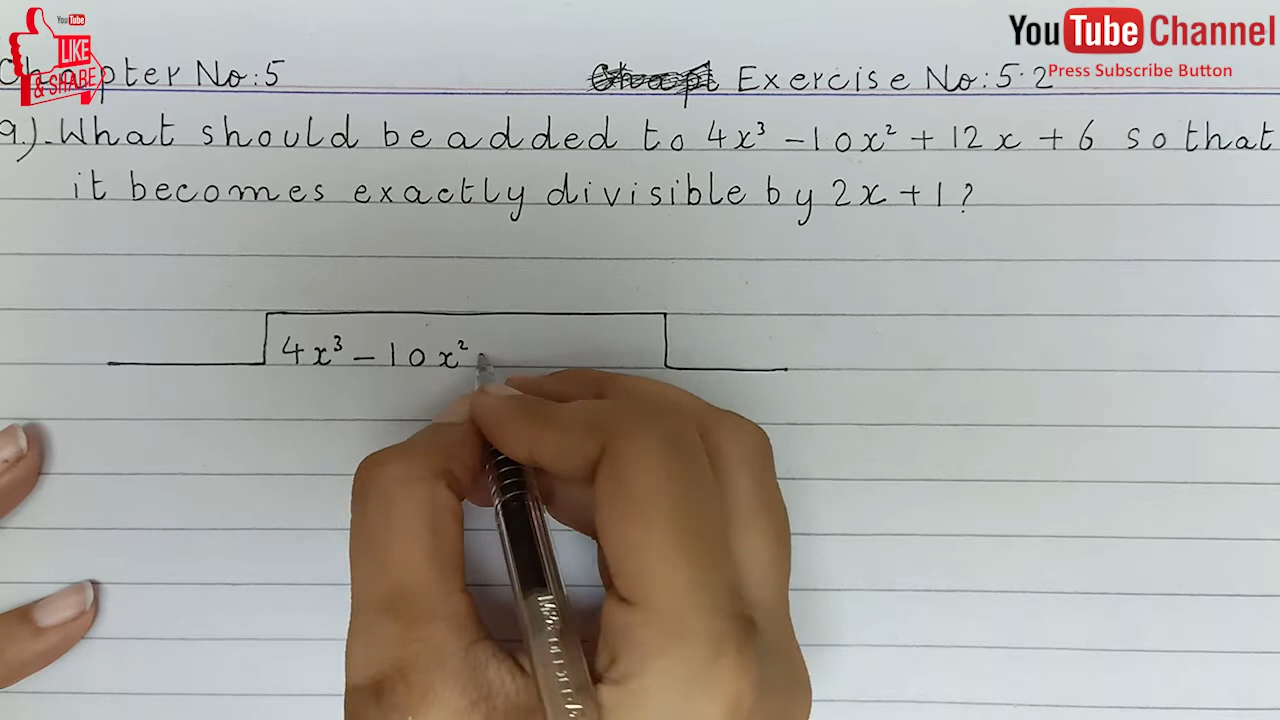 YouTube
LIKE
& SHARE
YouTube Channel
Press Subscribe Button
Chapter No:5
Exercise No:5.2
9.). What should be added to 4x³ - 10x² + 12x + 6 so that
it becomes exactly divisible by 2x + 1 ?
4x³ - 10x²